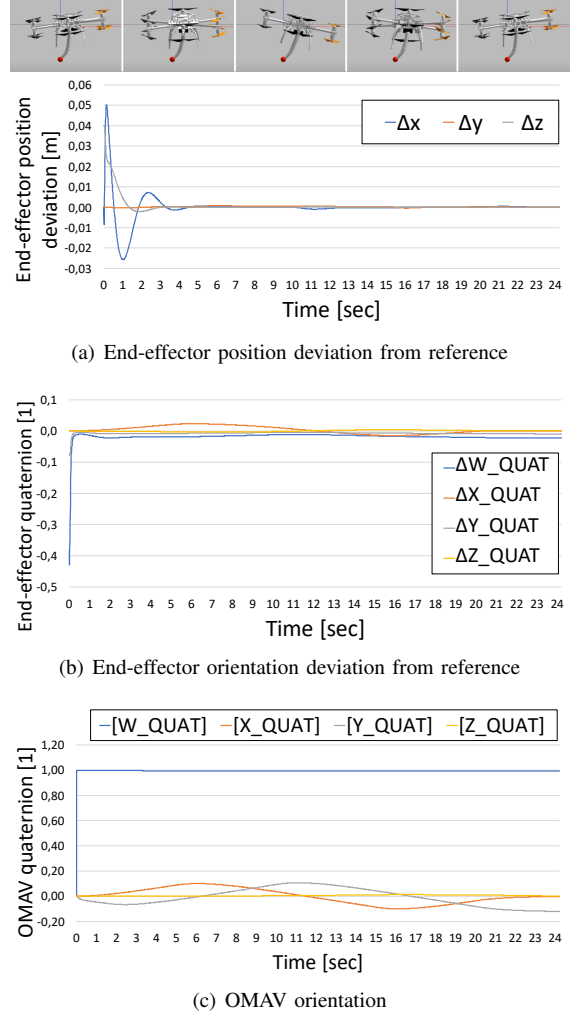 Δx Δy Δz
End-effector position
deviation [m]
0,06
0,05
0,04
0,03
0,02
0,01
0,00
-0,01
-0,02
-0,03
0 1 2 3 4 5 6 7 8 9 10 11 12 13 14 15 16 17 18 19 20 21 22 23 24
Time [sec]
(a) End-effector position deviation from reference
End-effector quaternion [1]
0,1
0,0
-0,1
-0,2
-0,3
-0,4
-0,5
ΔW_QUAT
ΔX_QUAT
ΔY_QUAT
ΔZ_QUAT
0 1 2 3 4 5 6 7 8 9 10 11 12 13 14 15 16 17 18 19 20 21 22 23 24
Time [sec]
(b) End-effector orientation deviation from reference
[W_QUAT] [X_QUAT] [Y_QUAT] [Z_QUAT]
OMAV quaternion [1]
1,20
1,00
0,80
0,60
0,40
0,20
0,00
-0,20
0 1 2 3 4 5 6 7 8 9 10 11 12 13 14 15 16 17 18 19 20 21 22 23 24
Time [sec]
(c) OMAV orientation